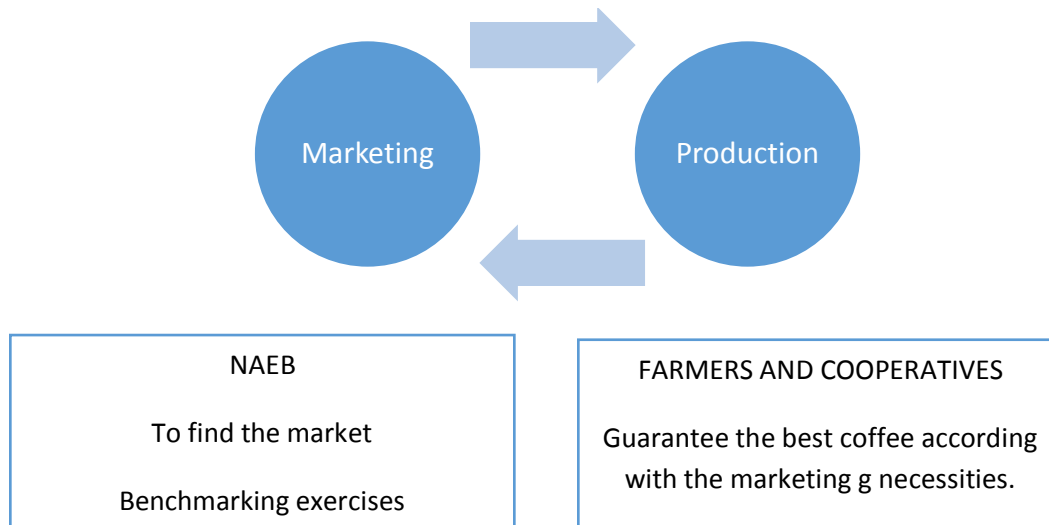 Marketing
Production
NAEB
To find the market
Benchmarking exercises
FARMERS AND COOPERATIVES
Guarantee the best coffee according
with the marketing g necessities.